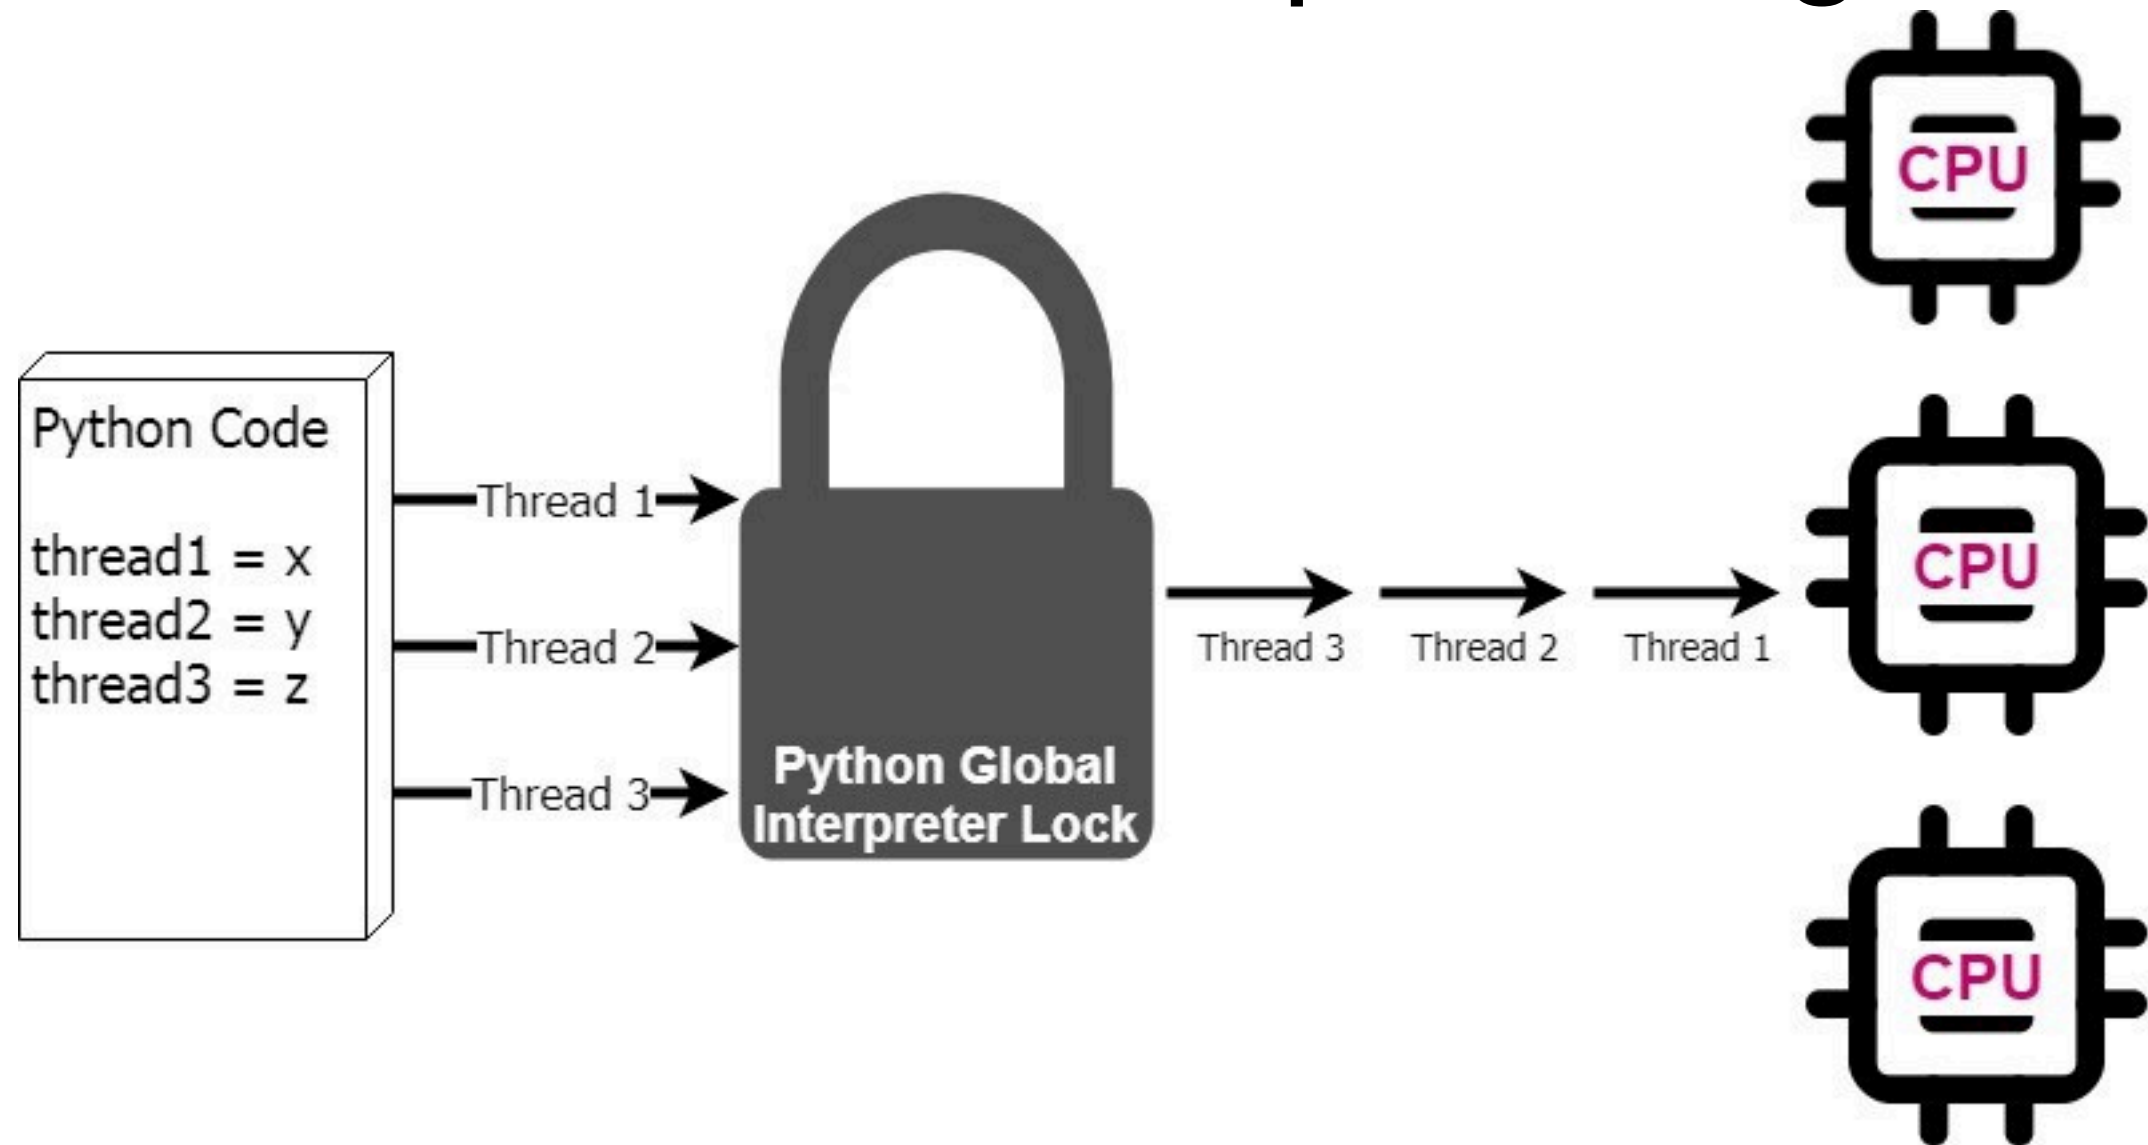 Python Code
thread1 = x
thread2 = y
thread3 = z
Thread 1
Thread 2
Thread 3
Python Global
Interpreter Lock
Thread 3
Thread 2
Thread 1
CPU
CPU
CPU